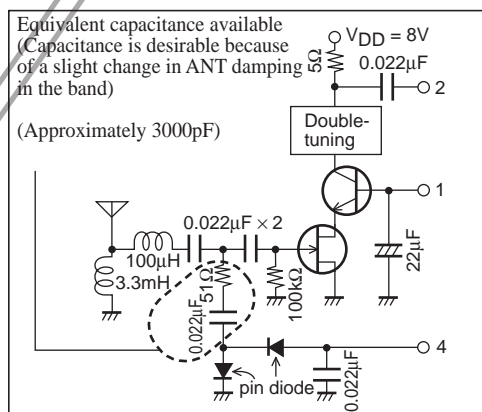 Equivalent capacitance available
(Capacitance is desirable because
of a slight change in ANT damping
in the band)
(Approximately 3000pF)
VDD = 8V
5Ω
0.022μF
2
Double-
tuning
1
22μF
0.022μF × 2
100μH
3.3mH
51Ω
100kΩ
0.022μF
4
pin diode
0.022μF